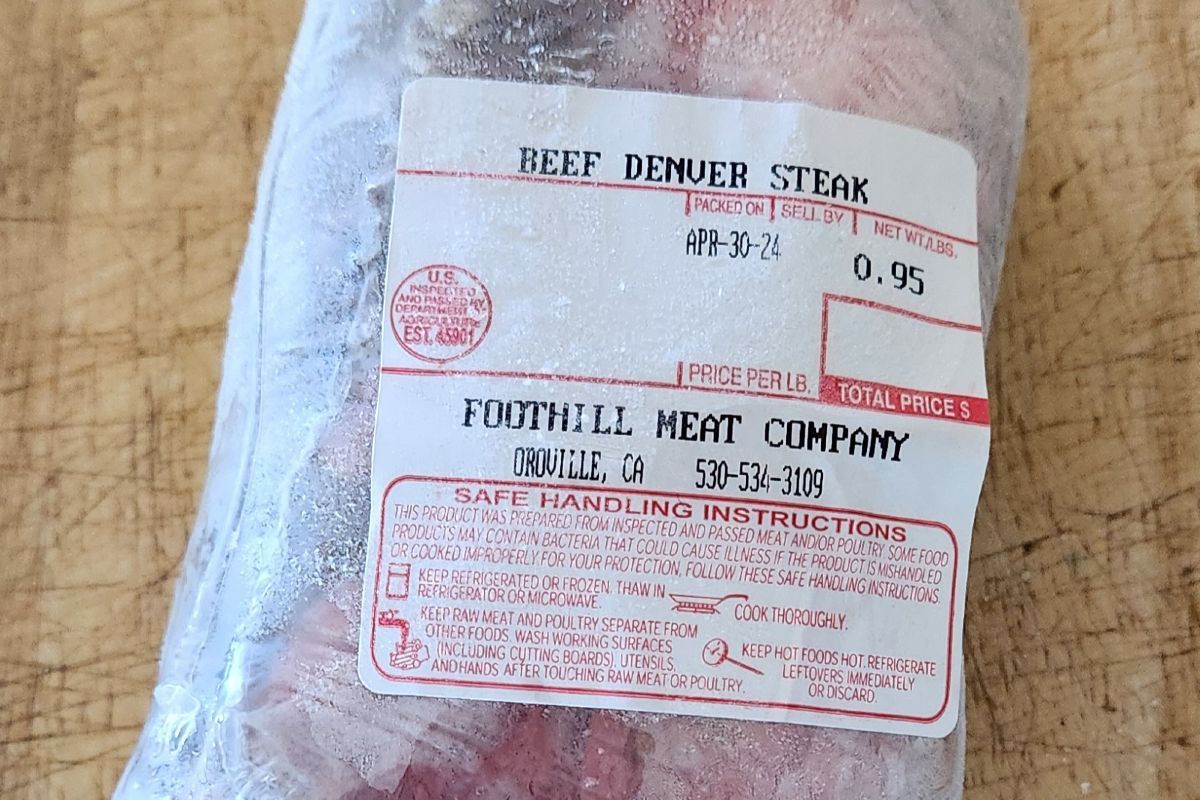 BEEF DENVER STEAK
PACKED ON SELL BY NET WT./LBS.
APR-30-24 0.95
U.S.
INSPECTED
AND PASSED BY
DEPARTMENT OF
AGRICULTURE
EST. 45901
PRICE PER LB. TOTAL PRICE $
FOOTHILL MEAT COMPANY
OROVILLE, CA 530-534-3109
SAFE HANDLING INSTRUCTIONS
THIS PRODUCT WAS PREPARED FROM INSPECTED AND PASSED MEAT AND/OR POULTRY. SOME FOOD
PRODUCTS MAY CONTAIN BACTERIA THAT COULD CAUSE ILLNESS IF THE PRODUCT IS MISHANDLED
OR COOKED IMPROPERLY. FOR YOUR PROTECTION, FOLLOW THESE SAFE HANDLING INSTRUCTIONS.
KEEP REFRIGERATED OR FROZEN. THAW IN
REFRIGERATOR OR MICROWAVE.
COOK THOROUGHLY.
KEEP RAW MEAT AND POULTRY SEPARATE FROM
OTHER FOODS. WASH WORKING SURFACES
(INCLUDING CUTTING BOARDS), UTENSILS,
AND HANDS AFTER TOUCHING RAW MEAT OR POULTRY.
KEEP HOT FOODS HOT. REFRIGERATE
LEFTOVERS IMMEDIATELY
OR DISCARD.